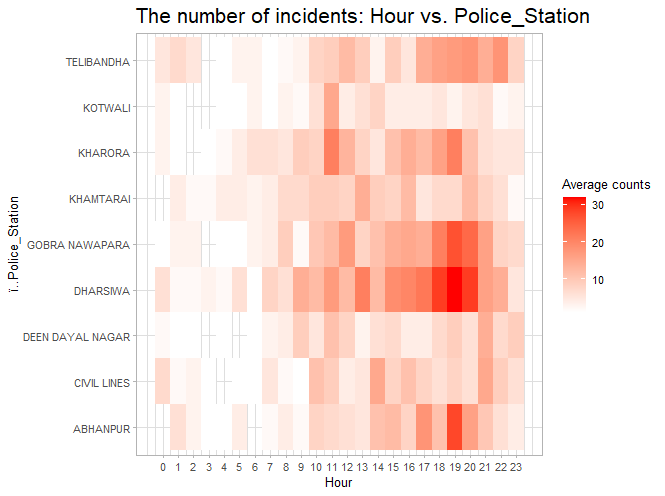 The number of incidents: Hour vs. Police_Station
TELIBANDHA
KOTWALI
KHARORA
KHAMTARAI
GOBRA NAWAPARA
DHARSIWA
DEEN DAYAL NAGAR
CIVIL LINES
ABHANPUR
ï..Police_Station
0 1 2 3 4 5 6 7 8 9 10 11 12 13 14 15 16 17 18 19 20 21 22 23
Hour
Average counts
30
20
10